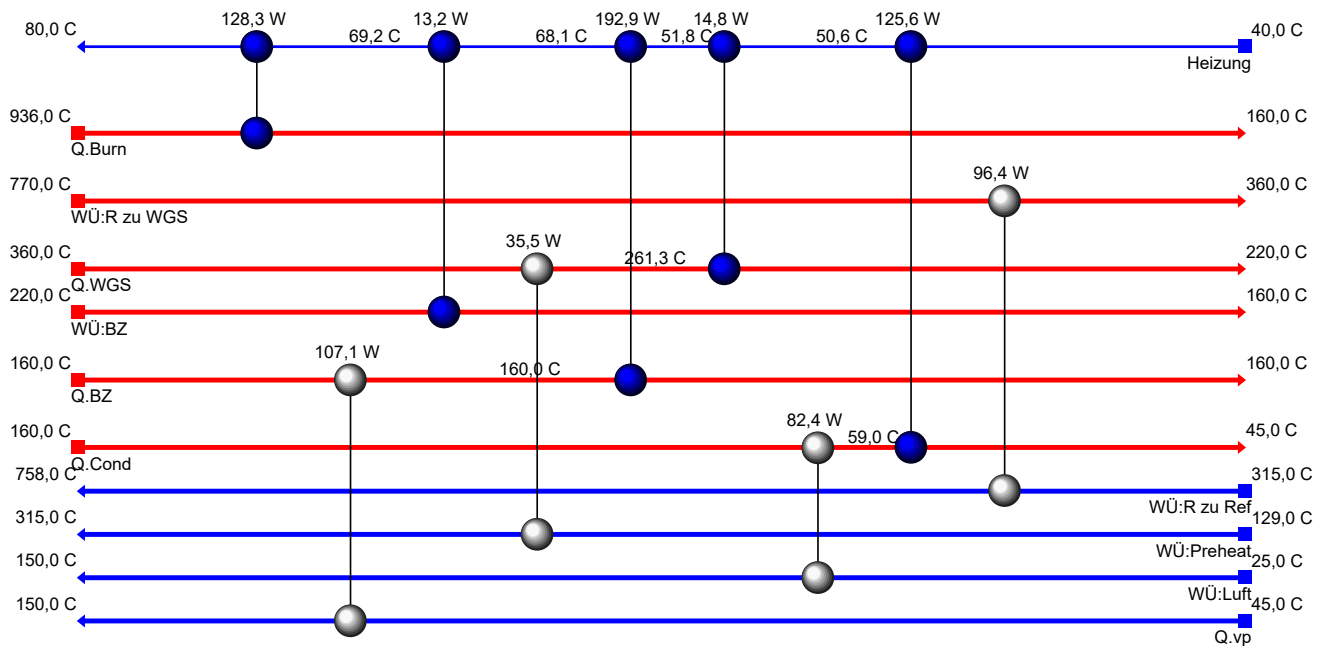 128,3 W 13,2 W 192,9 W 14,8 W 125,6 W
80,0 C 69,2 C 68,1 C 51,8 C 50,6 C 40,0 C
Heizung
936,0 C 160,0 C
Q.Burn
770,0 C 96,4 W 360,0 C
WÜ:R zu WGS
360,0 C 35,5 W 261,3 C 220,0 C
Q.WGS
220,0 C 160,0 C
WÜ:BZ
160,0 C 107,1 W 160,0 C 160,0 C
Q.BZ
160,0 C 82,4 W 59,0 C 45,0 C
Q.Cond
758,0 C 315,0 C
WÜ:R zu Ref
315,0 C 129,0 C
WÜ:Preheat
150,0 C 25,0 C
WÜ:Luft
150,0 C 45,0 C
Q.vp